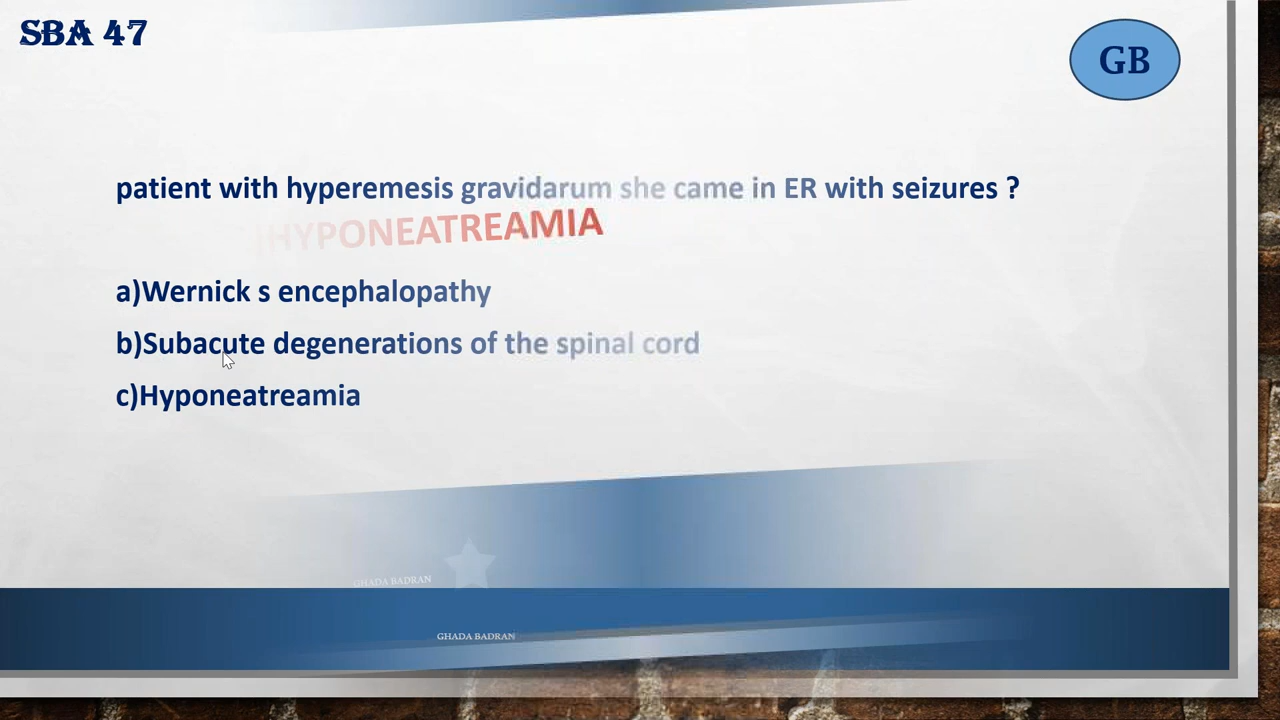 SBA 47
GB
patient with hyperemesis gravidarum she came in ER with seizures ?
HYPONEATREAMIA
a)Wernick s encephalopathy
b)Subacute degenerations of the spinal cord
c)Hyponeatreamia
GHADA BADRAN
GHADA BADRAN